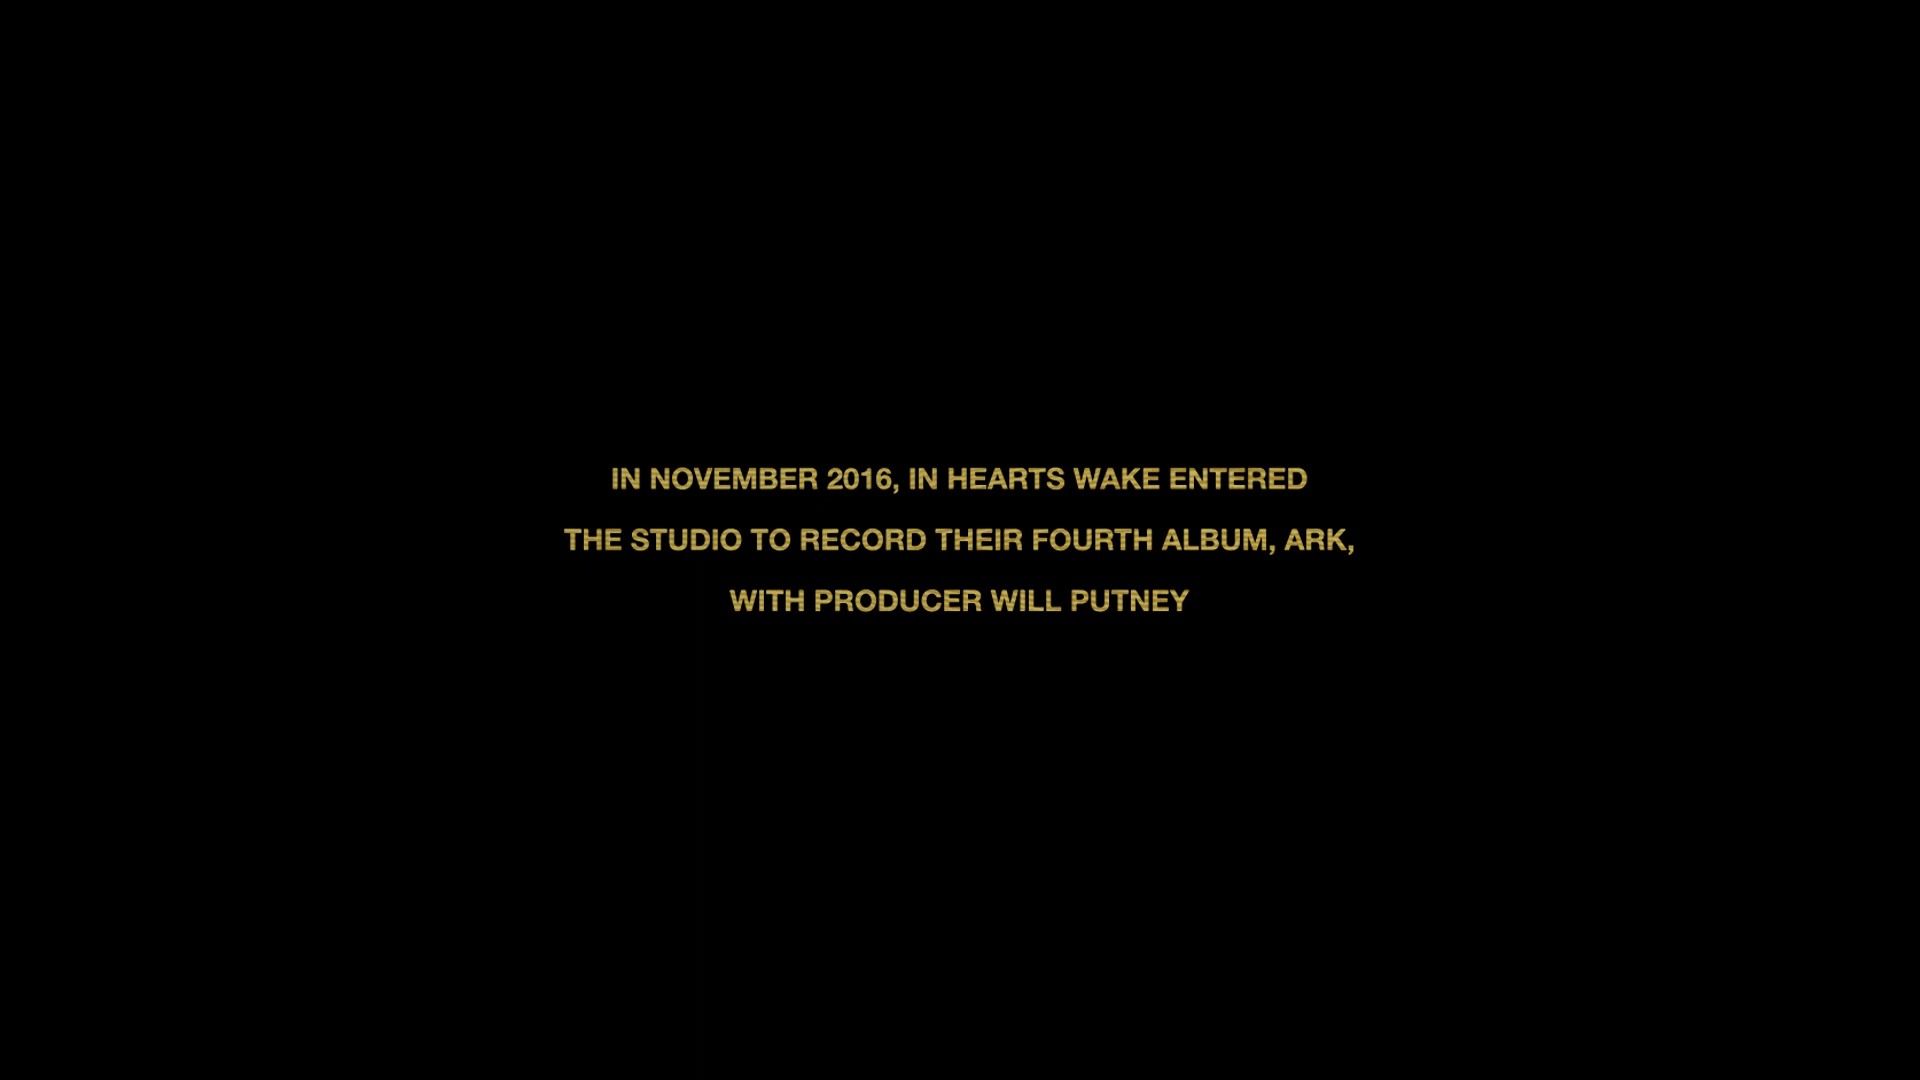 IN NOVEMBER 2016, IN HEARTS WAKE ENTERED
THE STUDIO TO RECORD THEIR FOURTH ALBUM, ARK,
WITH PRODUCER WILL PUTNEY